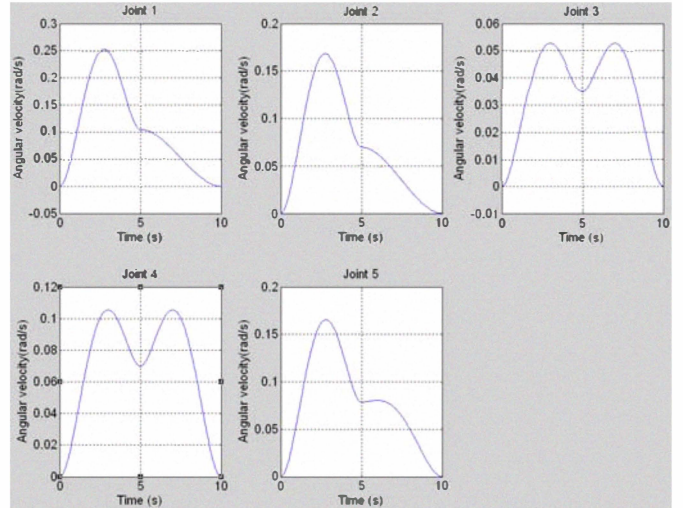 Joint 1
0.3
0.25
0.2
0.15
0.1
0.05
0
-0.05
0 5 10
Time (s)
Angular velocity(rad/s)
Joint 2
0.2
0.15
0.1
0.05
0
0 5 10
Time (s)
Angular velocity(rad/s)
Joint 3
0.06
0.05
0.04
0.03
0.02
0.01
0
-0.01
0 5 10
Time (s)
Angular velocity(rad/s)
Joint 4
0.12
0.1
0.08
0.06
0.04
0.02
0
0 5 10
Time (s)
Angular velocity(rad/s)
Joint 5
0.2
0.15
0.1
0.05
0
0 5 10
Time (s)
Angular velocity(rad/s)